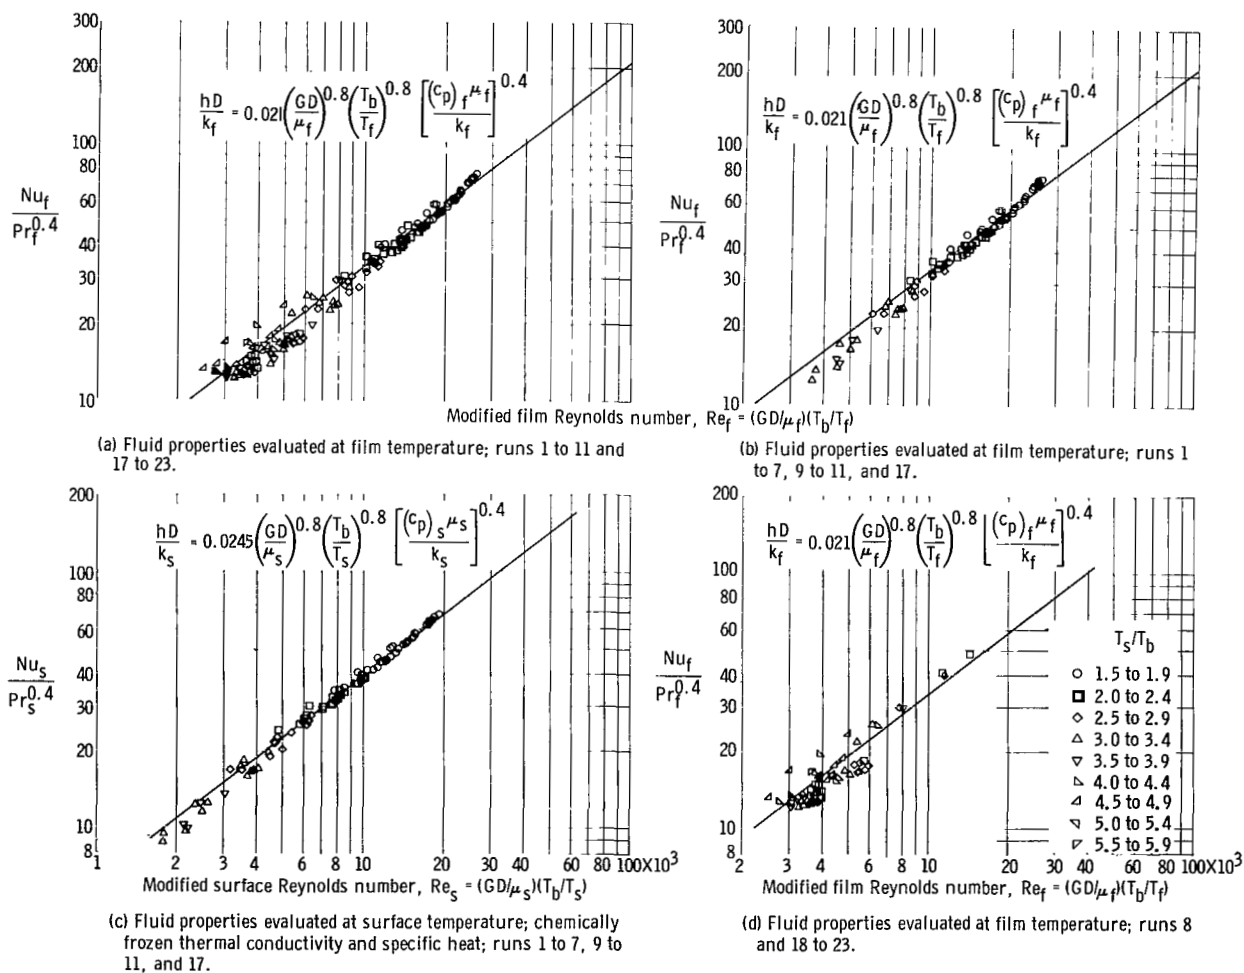 300
200
100
80
60
40
30
20
10
Nu_f / Pr_f^0.4
hD/k_f = 0.021 (GD/μ_f)^0.8 (T_b/T_f)^0.8 [(c_p)_f μ_f / k_f]^0.4
300
200
100
80
60
40
30
20
10
Nu_f / Pr_f^0.4
hD/k_f = 0.021 (GD/μ_f)^0.8 (T_b/T_f)^0.8 [(c_p)_f μ_f / k_f]^0.4
Modified film Reynolds number, Re_f = (GD/μ_f)(T_b/T_f)
(a) Fluid properties evaluated at film temperature; runs 1 to 11 and
17 to 23.
(b) Fluid properties evaluated at film temperature; runs 1
to 7, 9 to 11, and 17.
200
100
80
60
40
30
20
10
8
Nu_s / Pr_s^0.4
hD/k_s = 0.0245 (GD/μ_s)^0.8 (T_b/T_s)^0.8 [(c_p)_s μ_s / k_s]^0.4
1 2 3 4 6 8 10 20 30 40 60 100X10^3
Modified surface Reynolds number, Re_s = (GD/μ_s)(T_b/T_s)
(c) Fluid properties evaluated at surface temperature; chemically
frozen thermal conductivity and specific heat; runs 1 to 7, 9 to
11, and 17.
200
100
80
60
40
30
20
10
8
Nu_f / Pr_f^0.4
hD/k_f = 0.021 (GD/μ_f)^0.8 (T_b/T_f)^0.8 [(c_p)_f μ_f / k_f]^0.4
T_s/T_b
1.5 to 1.9
2.0 to 2.4
2.5 to 2.9
3.0 to 3.4
3.5 to 3.9
4.0 to 4.4
4.5 to 4.9
5.0 to 5.4
5.5 to 5.9
2 3 4 6 8 10 20 30 40 60 100X10^3
Modified film Reynolds number, Re_f = (GD/μ_f)(T_b/T_f)
(d) Fluid properties evaluated at film temperature; runs 8
and 18 to 23.